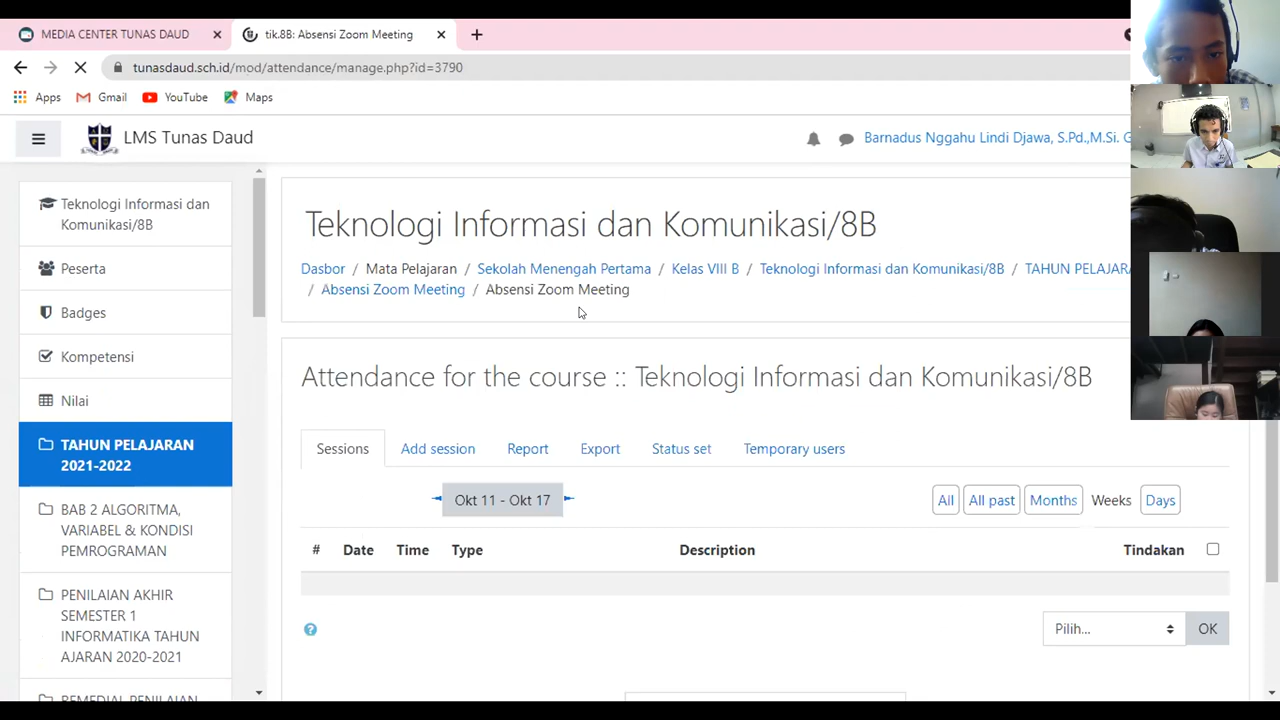 MEDIA CENTER TUNAS DAUD
tik.8B: Absensi Zoom Meeting
tunasdaud.sch.id/mod/attendance/manage.php?id=3790
Apps Gmail YouTube Maps
LMS Tunas Daud
Barnadus Nggahu Lindi Djawa, S.Pd.,M.Si. G
Teknologi Informasi dan
Komunikasi/8B
Peserta
Badges
Kompetensi
Nilai
TAHUN PELAJARAN
2021-2022
BAB 2 ALGORITMA,
VARIABEL & KONDISI
PEMROGRAMAN
PENILAIAN AKHIR
SEMESTER 1
INFORMATIKA TAHUN
AJARAN 2020-2021
REMEDIAL PENILAIAN
Teknologi Informasi dan Komunikasi/8B
Dasbor / Mata Pelajaran / Sekolah Menengah Pertama / Kelas VIII B / Teknologi Informasi dan Komunikasi/8B / TAHUN PELAJARA
/ Absensi Zoom Meeting / Absensi Zoom Meeting
Attendance for the course :: Teknologi Informasi dan Komunikasi/8B
Sessions Add session Report Export Status set Temporary users
Okt 11 - Okt 17
All All past Months Weeks Days
# Date Time Type Description Tindakan
Pilih... OK